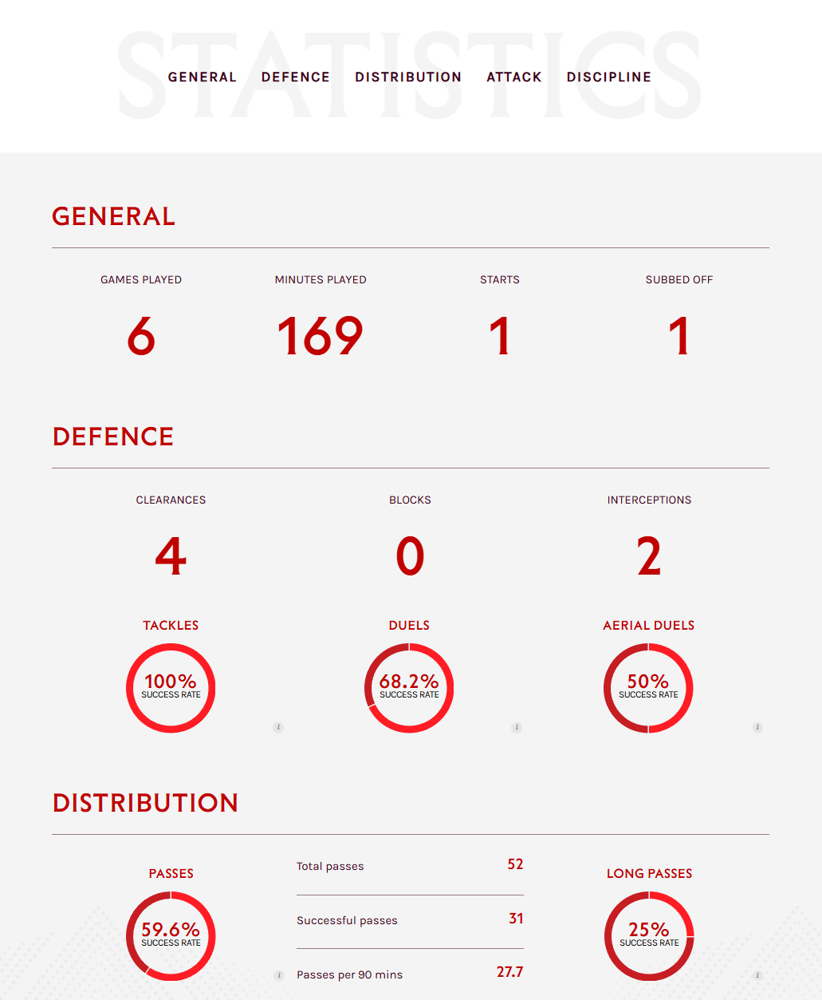 STATISTICS
GENERAL DEFENCE DISTRIBUTION ATTACK DISCIPLINE
GENERAL
GAMES PLAYED MINUTES PLAYED STARTS SUBBED OFF
6 169 1 1
DEFENCE
CLEARANCES BLOCKS INTERCEPTIONS
4 0 2
TACKLES DUELS AERIAL DUELS
100% 68.2% 50%
SUCCESS RATE SUCCESS RATE SUCCESS RATE
i i i
DISTRIBUTION
PASSES
59.6%
SUCCESS RATE
i
Total passes 52
Successful passes 31
Passes per 90 mins 27.7
LONG PASSES
25%
SUCCESS RATE
i